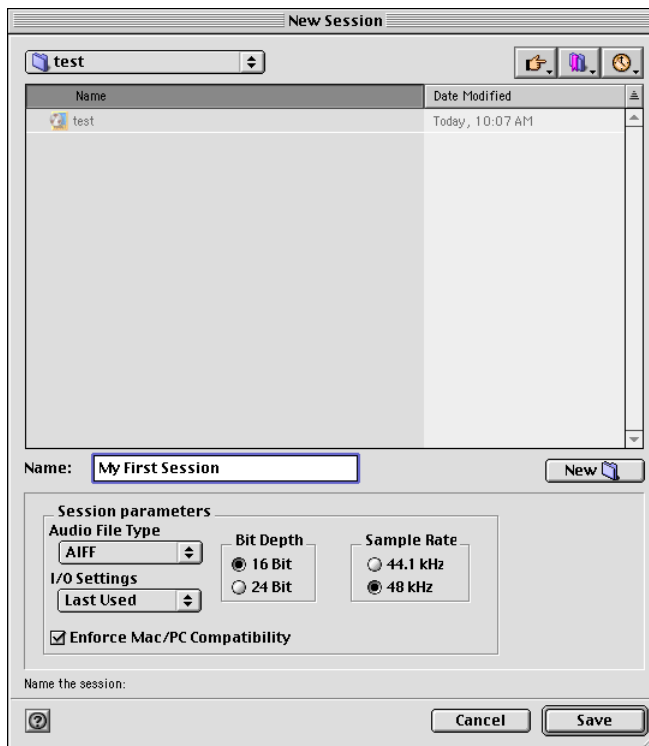 New Session
test
Name Date Modified
test Today, 10:07 AM
Name: My First Session New
Session parameters
Audio File Type
AIFF
I/O Settings
Last Used
Bit Depth
16 Bit
24 Bit
Sample Rate
44.1 kHz
48 kHz
Enforce Mac/PC Compatibility
Name the session:
? Cancel Save